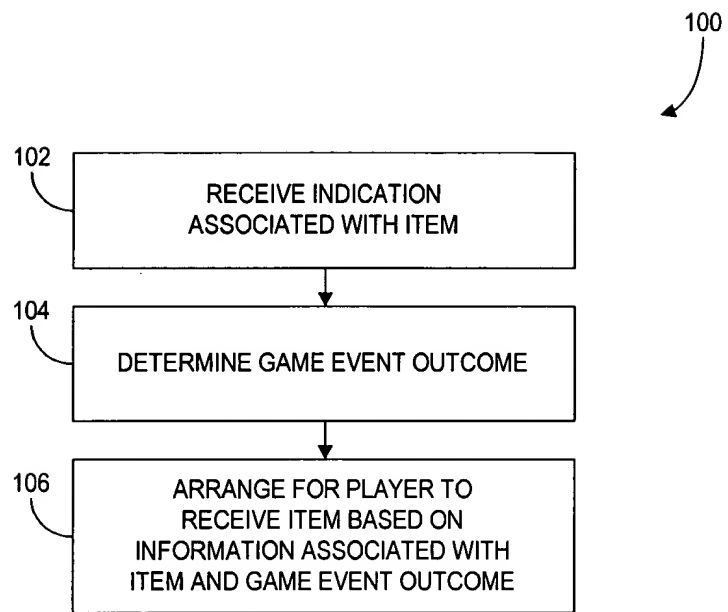 100
102
RECEIVE INDICATION
ASSOCIATED WITH ITEM
104
DETERMINE GAME EVENT OUTCOME
106
ARRANGE FOR PLAYER TO
RECEIVE ITEM BASED ON
INFORMATION ASSOCIATED WITH
ITEM AND GAME EVENT OUTCOME